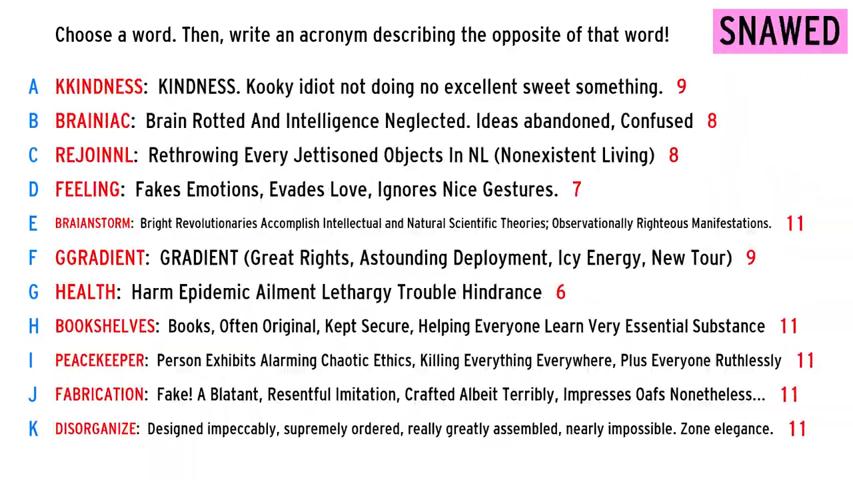 Choose a word. Then, write an acronym describing the opposite of that word!
SNAWED
A KKINDNESS: KINDNESS. Kooky idiot not doing no excellent sweet something. 9
B BRAINIAC: Brain Rotted And Intelligence Neglected. Ideas abandoned, Confused 8
C REJOINNL: Rethrowing Every Jettisoned Objects In NL (Nonexistent Living) 8
D FEELING: Fakes Emotions, Evades Love, Ignores Nice Gestures. 7
E BRAIANSTORM: Bright Revolutionaries Accomplish Intellectual and Natural Scientific Theories; Observationally Righteous Manifestations. 11
F GGRADIENT: GRADIENT (Great Rights, Astounding Deployment, Icy Energy, New Tour) 9
G HEALTH: Harm Epidemic Ailment Lethargy Trouble Hindrance 6
H BOOKSHELVES: Books, Often Original, Kept Secure, Helping Everyone Learn Very Essential Substance 11
I PEACEKEEPER: Person Exhibits Alarming Chaotic Ethics, Killing Everything Everywhere, Plus Everyone Ruthlessly 11
J FABRICATION: Fake! A Blatant, Resentful Imitation, Crafted Albeit Terribly, Impresses Oafs Nonetheless... 11
K DISORGANIZE: Designed impeccably, supremely ordered, really greatly assembled, nearly impossible. Zone elegance. 11